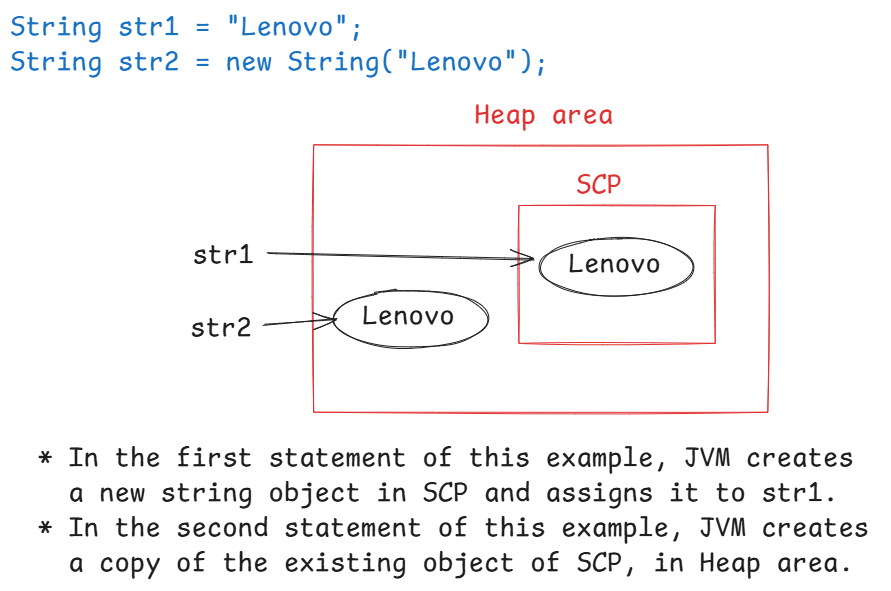 String str1 = "Lenovo";
String str2 = new String("Lenovo");
Heap area
SCP
str1
Lenovo
str2
Lenovo
* In the first statement of this example, JVM creates
a new string object in SCP and assigns it to str1.
* In the second statement of this example, JVM creates
a copy of the existing object of SCP, in Heap area.